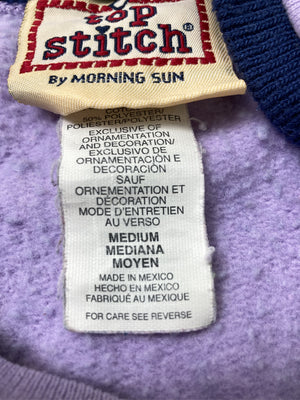 top
stitch®
By MORNING SUN
50% POLYESTER/
POLIESTER/POLYESTER
EXCLUSIVE OF
ORNAMENTATION
AND DECORATION/
EXCLUSIVO DE
ORNAMENTACIÓN E
DECORACIÓN
SAUF
ORNEMENTATION ET
DÉCORATION
MODE D'ENTRETIEN
AU VERSO
MEDIUM
MEDIANA
MOYEN
MADE IN MEXICO
HECHO EN MEXICO
FABRIQUÉ AU MEXIQUE
FOR CARE SEE REVERSE